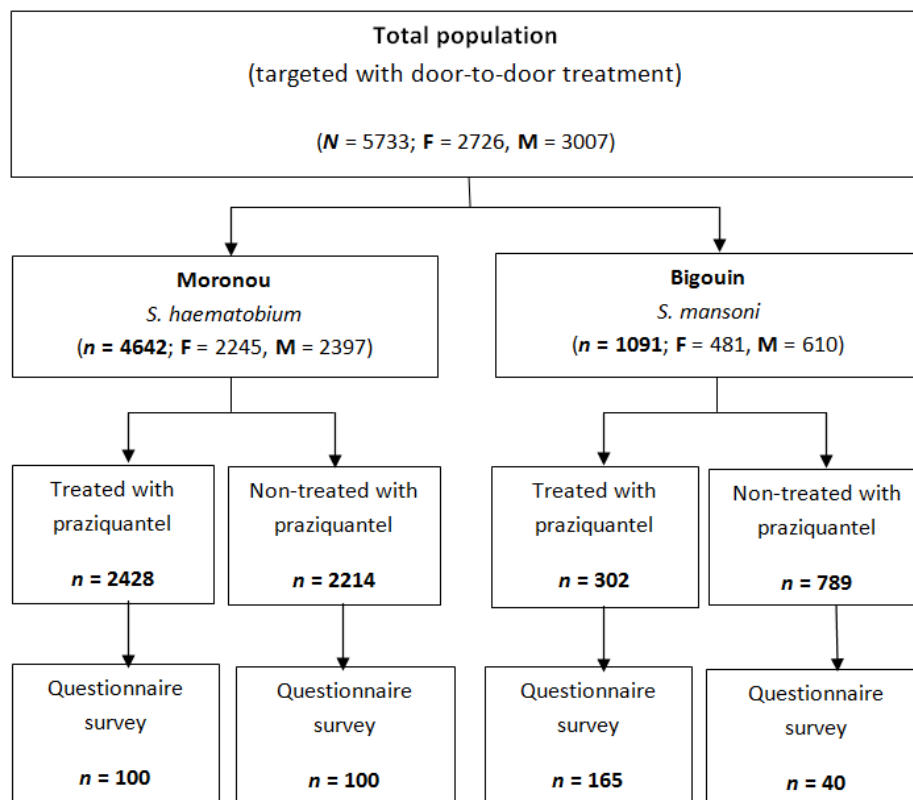 Total population
(targeted with door-to-door treatment)
(N = 5733; F = 2726, M = 3007)
Moronou
S. haematobium
(n = 4642; F = 2245, M = 2397)
Bigouin
S. mansoni
(n = 1091; F = 481, M = 610)
Treated with
praziquantel
n = 2428
Non-treated with
praziquantel
n = 2214
Treated with
praziquantel
n = 302
Non-treated with
praziquantel
n = 789
Questionnaire
survey
n = 100
Questionnaire
survey
n = 100
Questionnaire
survey
n = 165
Questionnaire
survey
n = 40